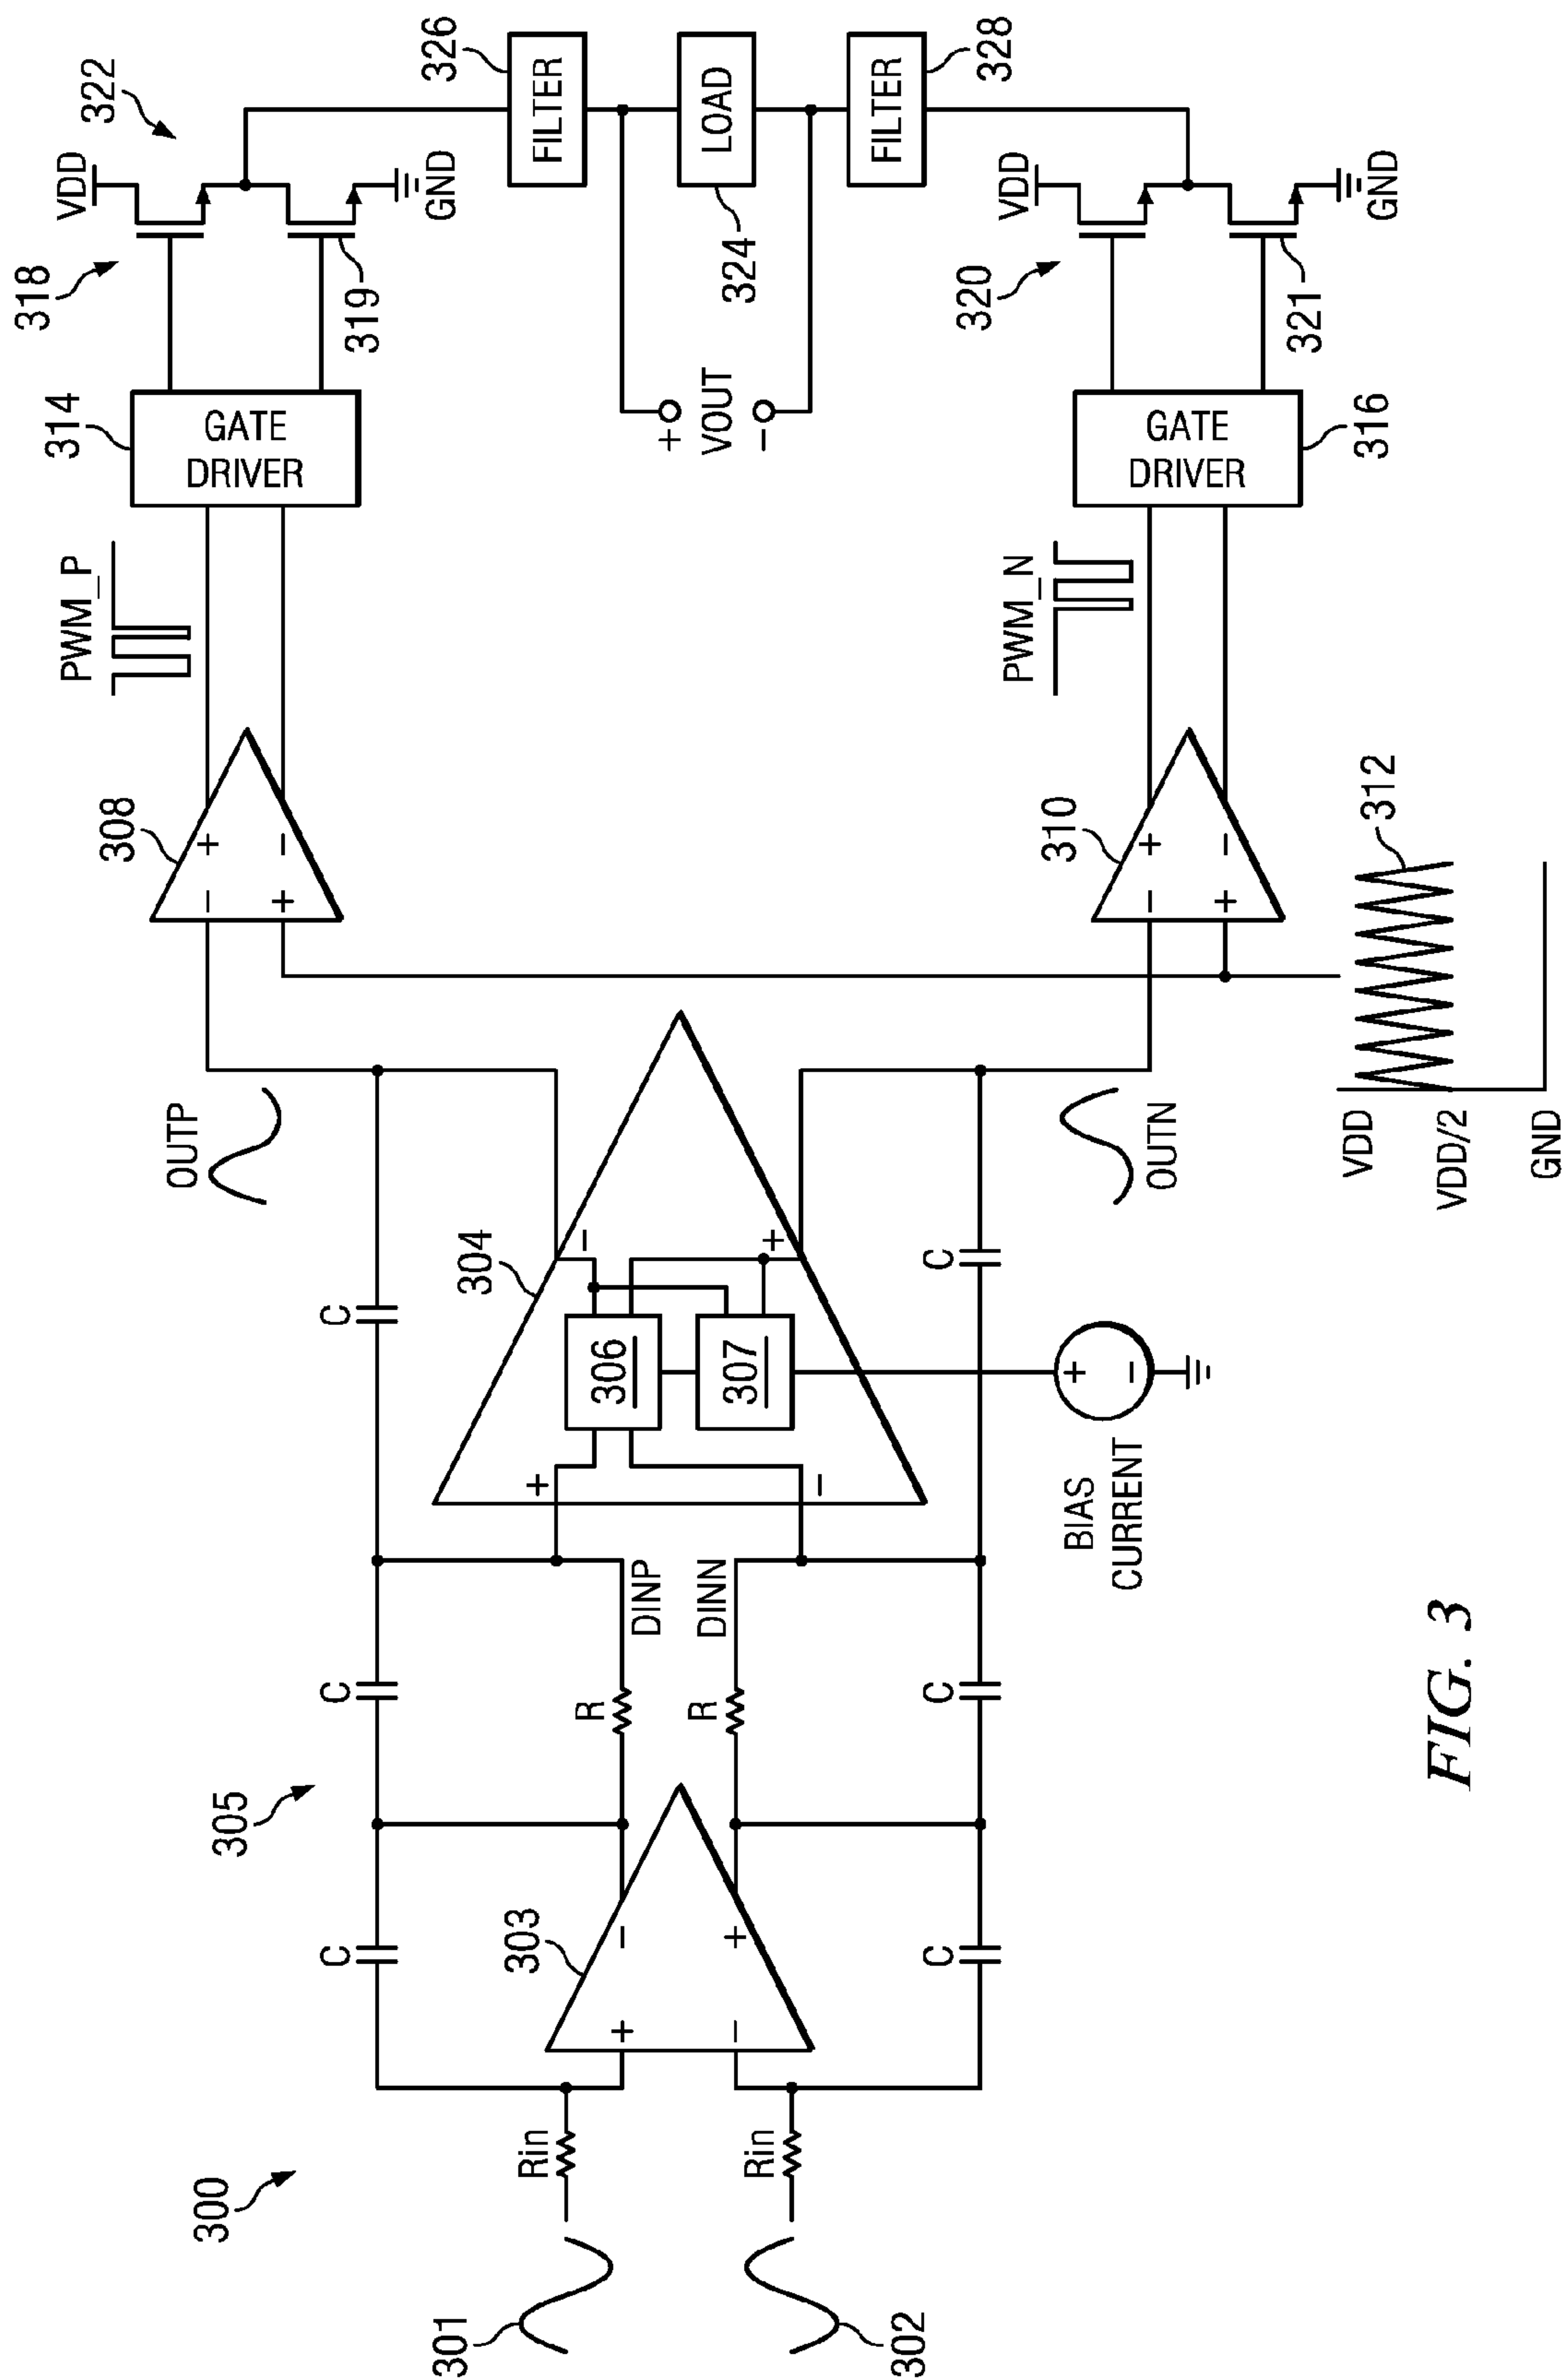 300
301
302
Rin
Rin
303
+
−
−
+
C
C
305
C
C
R
R
DINP
DINN
304
+
−
−
+
306
307
C
C
BIAS
CURRENT
+
−
OUTP
OUTN
308
−
+
+
−
310
−
+
+
−
312
VDD
VDD/2
GND
PWM_P
PWM_N
314
GATE
DRIVER
316
GATE
DRIVER
318
319
322
VDD
GND
320
321
VDD
GND
326
FILTER
324
LOAD
328
FILTER
+
VOUT
−
FIG. 3